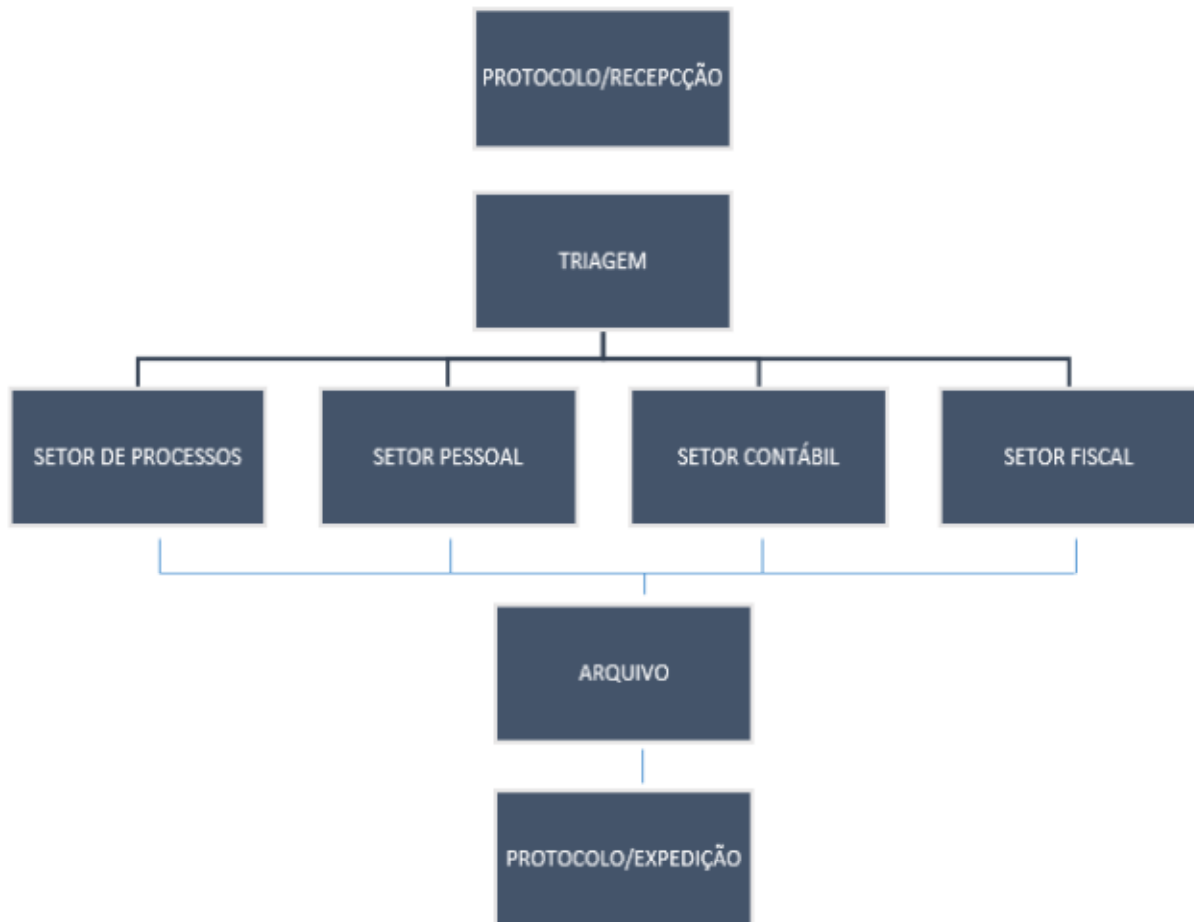 PROTOCOLO/RECEPCÇÃO
TRIAGEM
SETOR DE PROCESSOS
SETOR PESSOAL
SETOR CONTÁBIL
SETOR FISCAL
ARQUIVO
PROTOCOLO/EXPEDIÇÃO